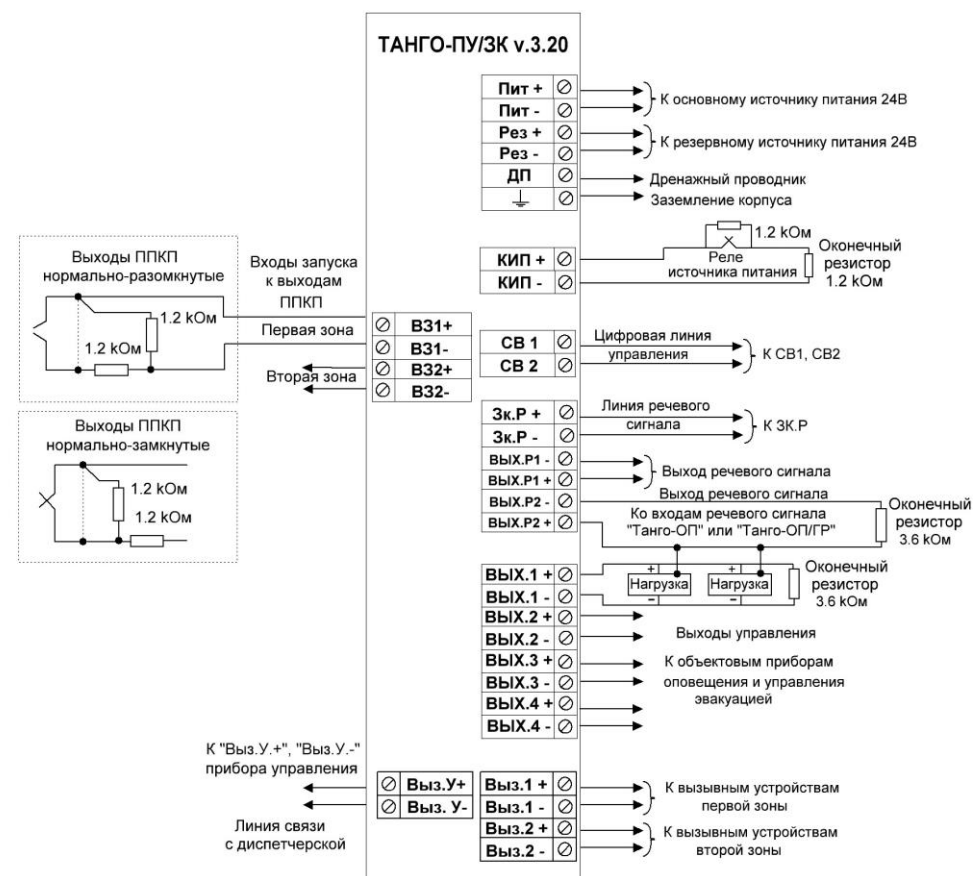 ТАНГО-ПУ/ЗК v.3.20
Пит +
Пит -
К основному источнику питания 24В
Рез +
Рез -
К резервному источнику питания 24В
ДП
Дренажный проводник
Заземление корпуса
КИП +
КИП -
1.2 kОм
Реле
источника питания
Оконечный
резистор
1.2 kОм
Выходы ППКП
нормально-разомкнутые
1.2 kОм
1.2 kОм
Входы запуска
к выходам
ППКП
Первая зона
Вторая зона
ВЗ1+
ВЗ1-
ВЗ2+
ВЗ2-
СВ 1
СВ 2
Цифровая линия
управления
К СВ1, СВ2
Выходы ППКП
нормально-замкнутые
1.2 kОм
1.2 kОм
Зк.Р +
Зк.Р -
Линия речевого
сигнала
К ЗК.Р
ВЫХ.Р1 -
ВЫХ.Р1 +
Выход речевого сигнала
ВЫХ.Р2 -
ВЫХ.Р2 +
Выход речевого сигнала
Ко входам речевого сигнала
"Танго-ОП" или "Танго-ОП/ГР"
Оконечный
резистор
3.6 kОм
ВЫХ.1 +
ВЫХ.1 -
+ +
Нагрузка Нагрузка
– –
Оконечный
резистор
3.6 kОм
ВЫХ.2 +
ВЫХ.2 -
ВЫХ.3 +
ВЫХ.3 -
ВЫХ.4 +
ВЫХ.4 -
Выходы управления
К объектовым приборам
оповещения и управления
эвакуацией
К "Выз.У.+", "Выз.У.-"
прибора управления
Линия связи
с диспетчерской
Выз.У+
Выз. У-
Выз.1 +
Выз.1 -
К вызывным устройствам
первой зоны
Выз.2 +
Выз.2 -
К вызывным устройствам
второй зоны